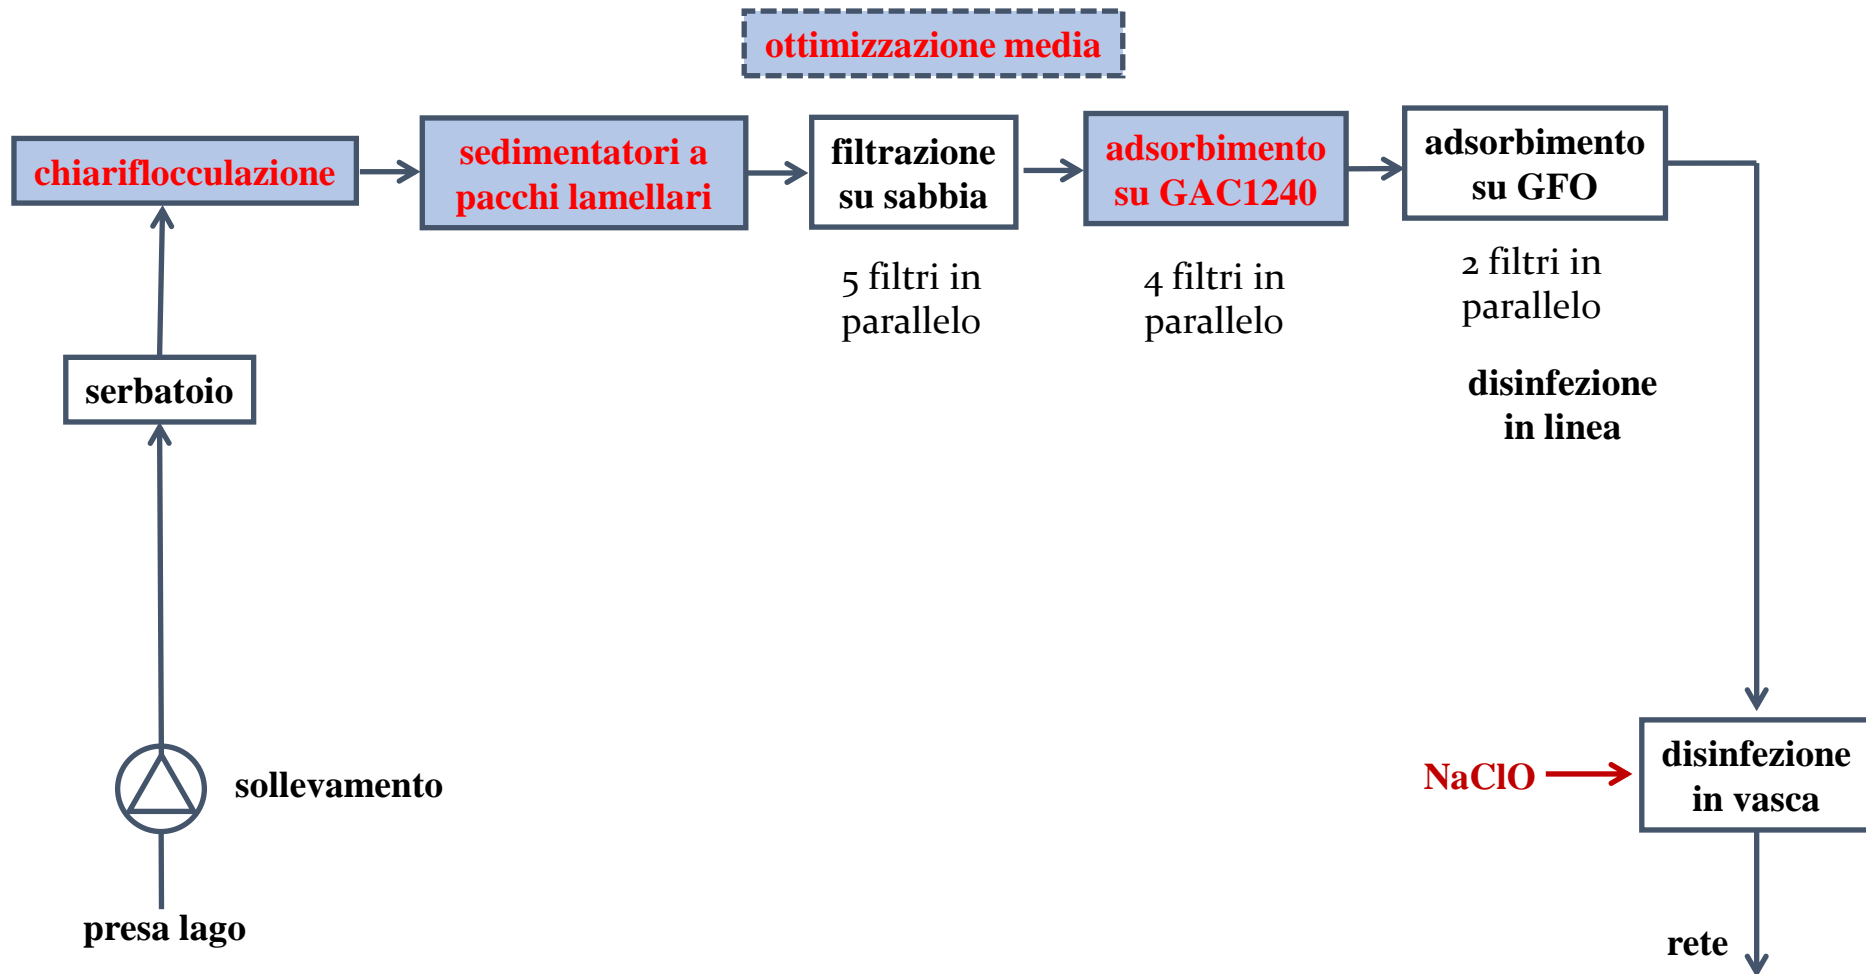 ottimizzazione media
chiariflocculazione
sedimentatori a
pacchi lamellari
filtrazione
su sabbia
adsorbimento
su GAC1240
adsorbimento
su GFO
5 filtri in
parallelo
4 filtri in
parallelo
2 filtri in
parallelo
serbatoio
disinfezione
in linea
sollevamento
NaClO
disinfezione
in vasca
presa lago
rete